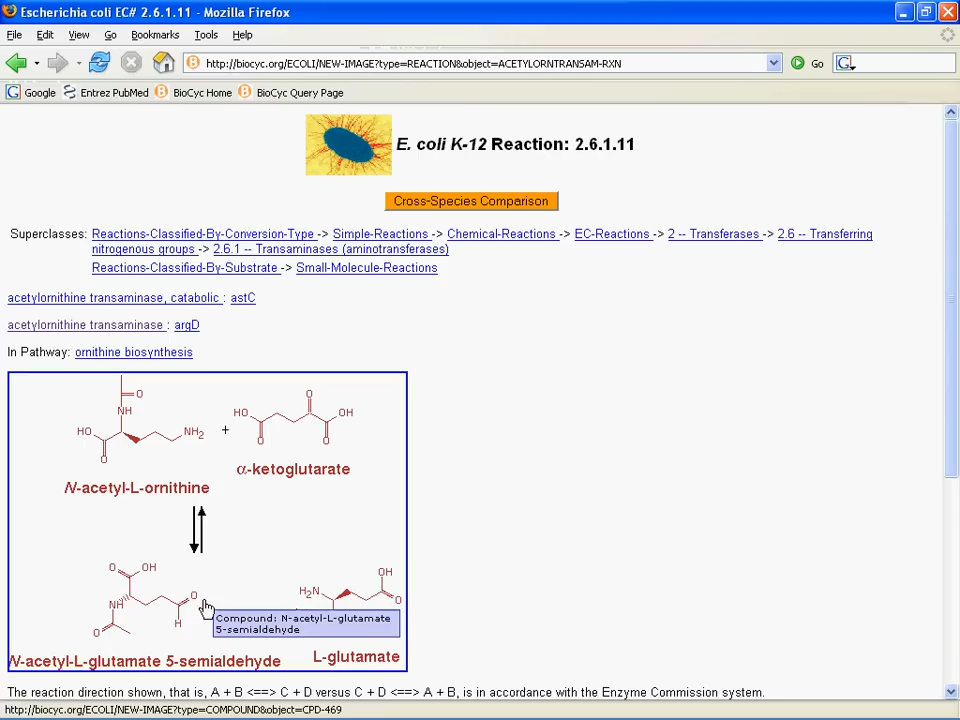 Escherichia coli EC# 2.6.1.11 - Mozilla Firefox
File Edit View Go Bookmarks Tools Help
http://biocyc.org/ECOLI/NEW-IMAGE?type=REACTION&object=ACETYLORNTRANSAM-RXN Go G
G Google Entrez PubMed BioCyc Home BioCyc Query Page
E. coli K-12 Reaction: 2.6.1.11
Cross-Species Comparison
Superclasses: Reactions-Classified-By-Conversion-Type -> Simple-Reactions -> Chemical-Reactions -> EC-Reactions -> 2 -- Transferases -> 2.6 -- Transferring
nitrogenous groups -> 2.6.1 -- Transaminases (aminotransferases)
Reactions-Classified-By-Substrate -> Small-Molecule-Reactions
acetylornithine transaminase, catabolic : astC
acetylornithine transaminase : argD
In Pathway: ornithine biosynthesis
O O
NH HO OH
HO NH2 +
O O O
α-ketoglutarate
N-acetyl-L-ornithine
O OH OH
H2N
O O
NH
H
O
Compound: N-acetyl-L-glutamate
5-semialdehyde
N-acetyl-L-glutamate 5-semialdehyde L-glutamate
The reaction direction shown, that is, A + B <==> C + D versus C + D <==> A + B, is in accordance with the Enzyme Commission system.
http://biocyc.org/ECOLI/NEW-IMAGE?type=COMPOUND&object=CPD-469